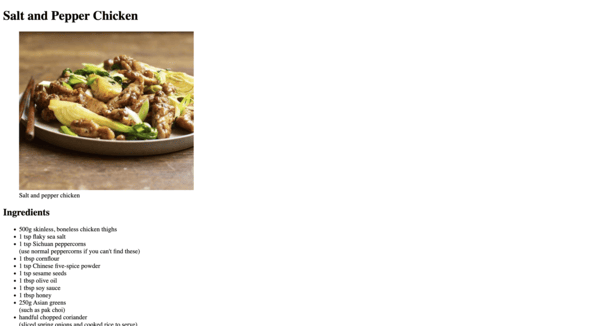 Salt and Pepper Chicken
Salt and pepper chicken
Ingredients
500g skinless, boneless chicken thighs
1 tsp flaky sea salt
1 tsp Sichuan peppercorns
(use normal peppercorns if you can't find these)
1 tbsp cornflour
1 tsp Chinese five-spice powder
1 tsp sesame seeds
1 tbsp olive oil
1 tbsp soy sauce
1 tbsp honey
250g Asian greens
(such as pak choi)
handful chopped coriander
(sliced spring onions and cooked rice to serve)